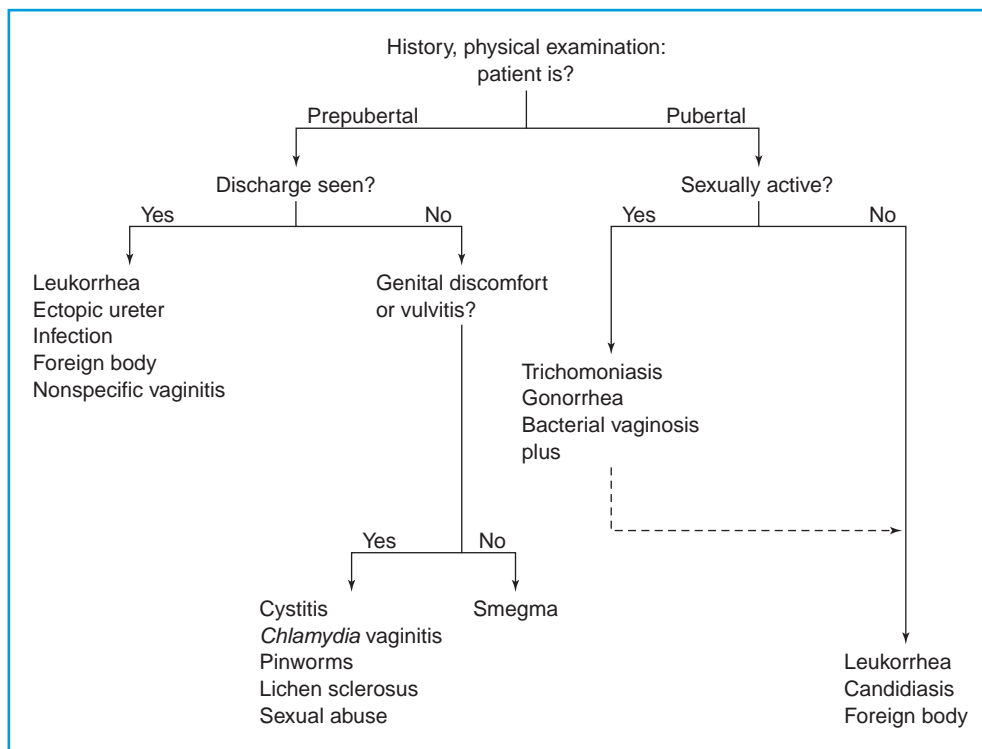 History, physical examination:
patient is?
Prepubertal
Pubertal
Discharge seen?
Sexually active?
Yes
No
Yes
No
Leukorrhea
Ectopic ureter
Infection
Foreign body
Nonspecific vaginitis
Genital discomfort
or vulvitis?
Trichomoniasis
Gonorrhea
Bacterial vaginosis
plus
Yes
No
Cystitis
Chlamydia vaginitis
Pinworms
Lichen sclerosus
Sexual abuse
Smegma
Leukorrhea
Candidiasis
Foreign body